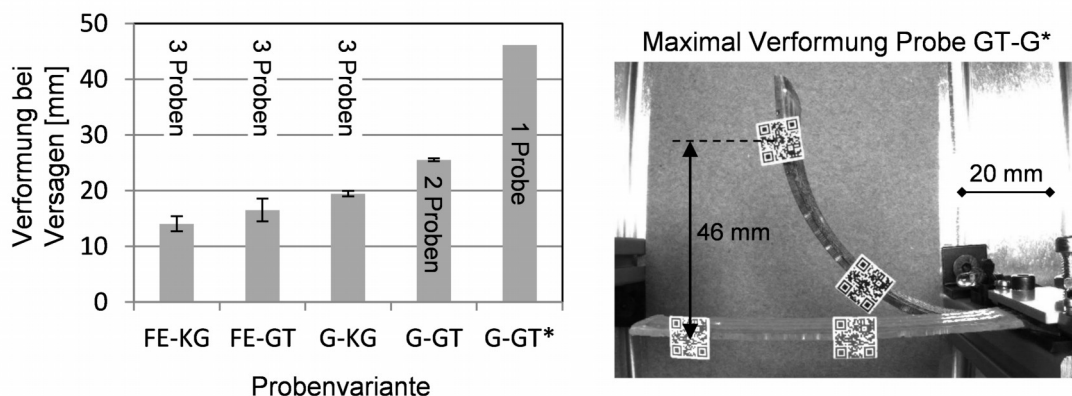 Verformung bei
Versagen [mm]
50
40
30
20
10
0
3 Proben
3 Proben
3 Proben
2 Proben
1 Probe
FE-KG FE-GT G-KG G-GT G-GT*
Probenvariante
Maximal Verformung Probe GT-G*
20 mm
46 mm